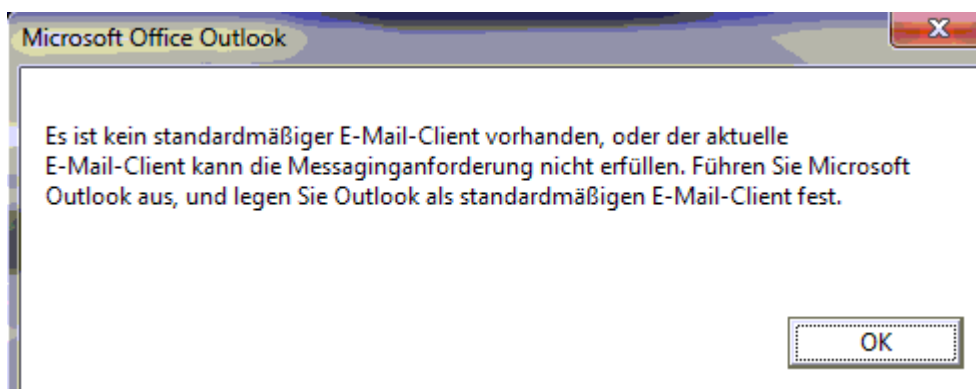 Microsoft Office Outlook
Es ist kein standardmäßiger E-Mail-Client vorhanden, oder der aktuelle
E-Mail-Client kann die Messaginganforderung nicht erfüllen. Führen Sie Microsoft
Outlook aus, und legen Sie Outlook als standardmäßigen E-Mail-Client fest.
OK